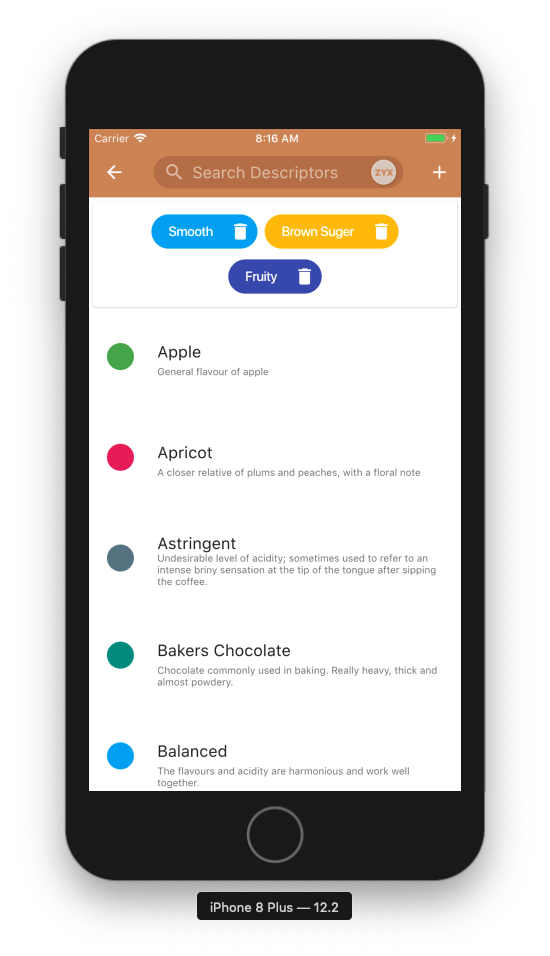 Carrier 8:16 AM
Search Descriptors ZYX
Smooth Brown Suger
Fruity
Apple
General flavour of apple
Apricot
A closer relative of plums and peaches, with a floral note
Astringent
Undesirable level of acidity; sometimes used to refer to an
intense briny sensation at the tip of the tongue after sipping
the coffee.
Bakers Chocolate
Chocolate commonly used in baking. Really heavy, thick and
almost powdery.
Balanced
The flavours and acidity are harmonious and work well
together.
iPhone 8 Plus — 12.2